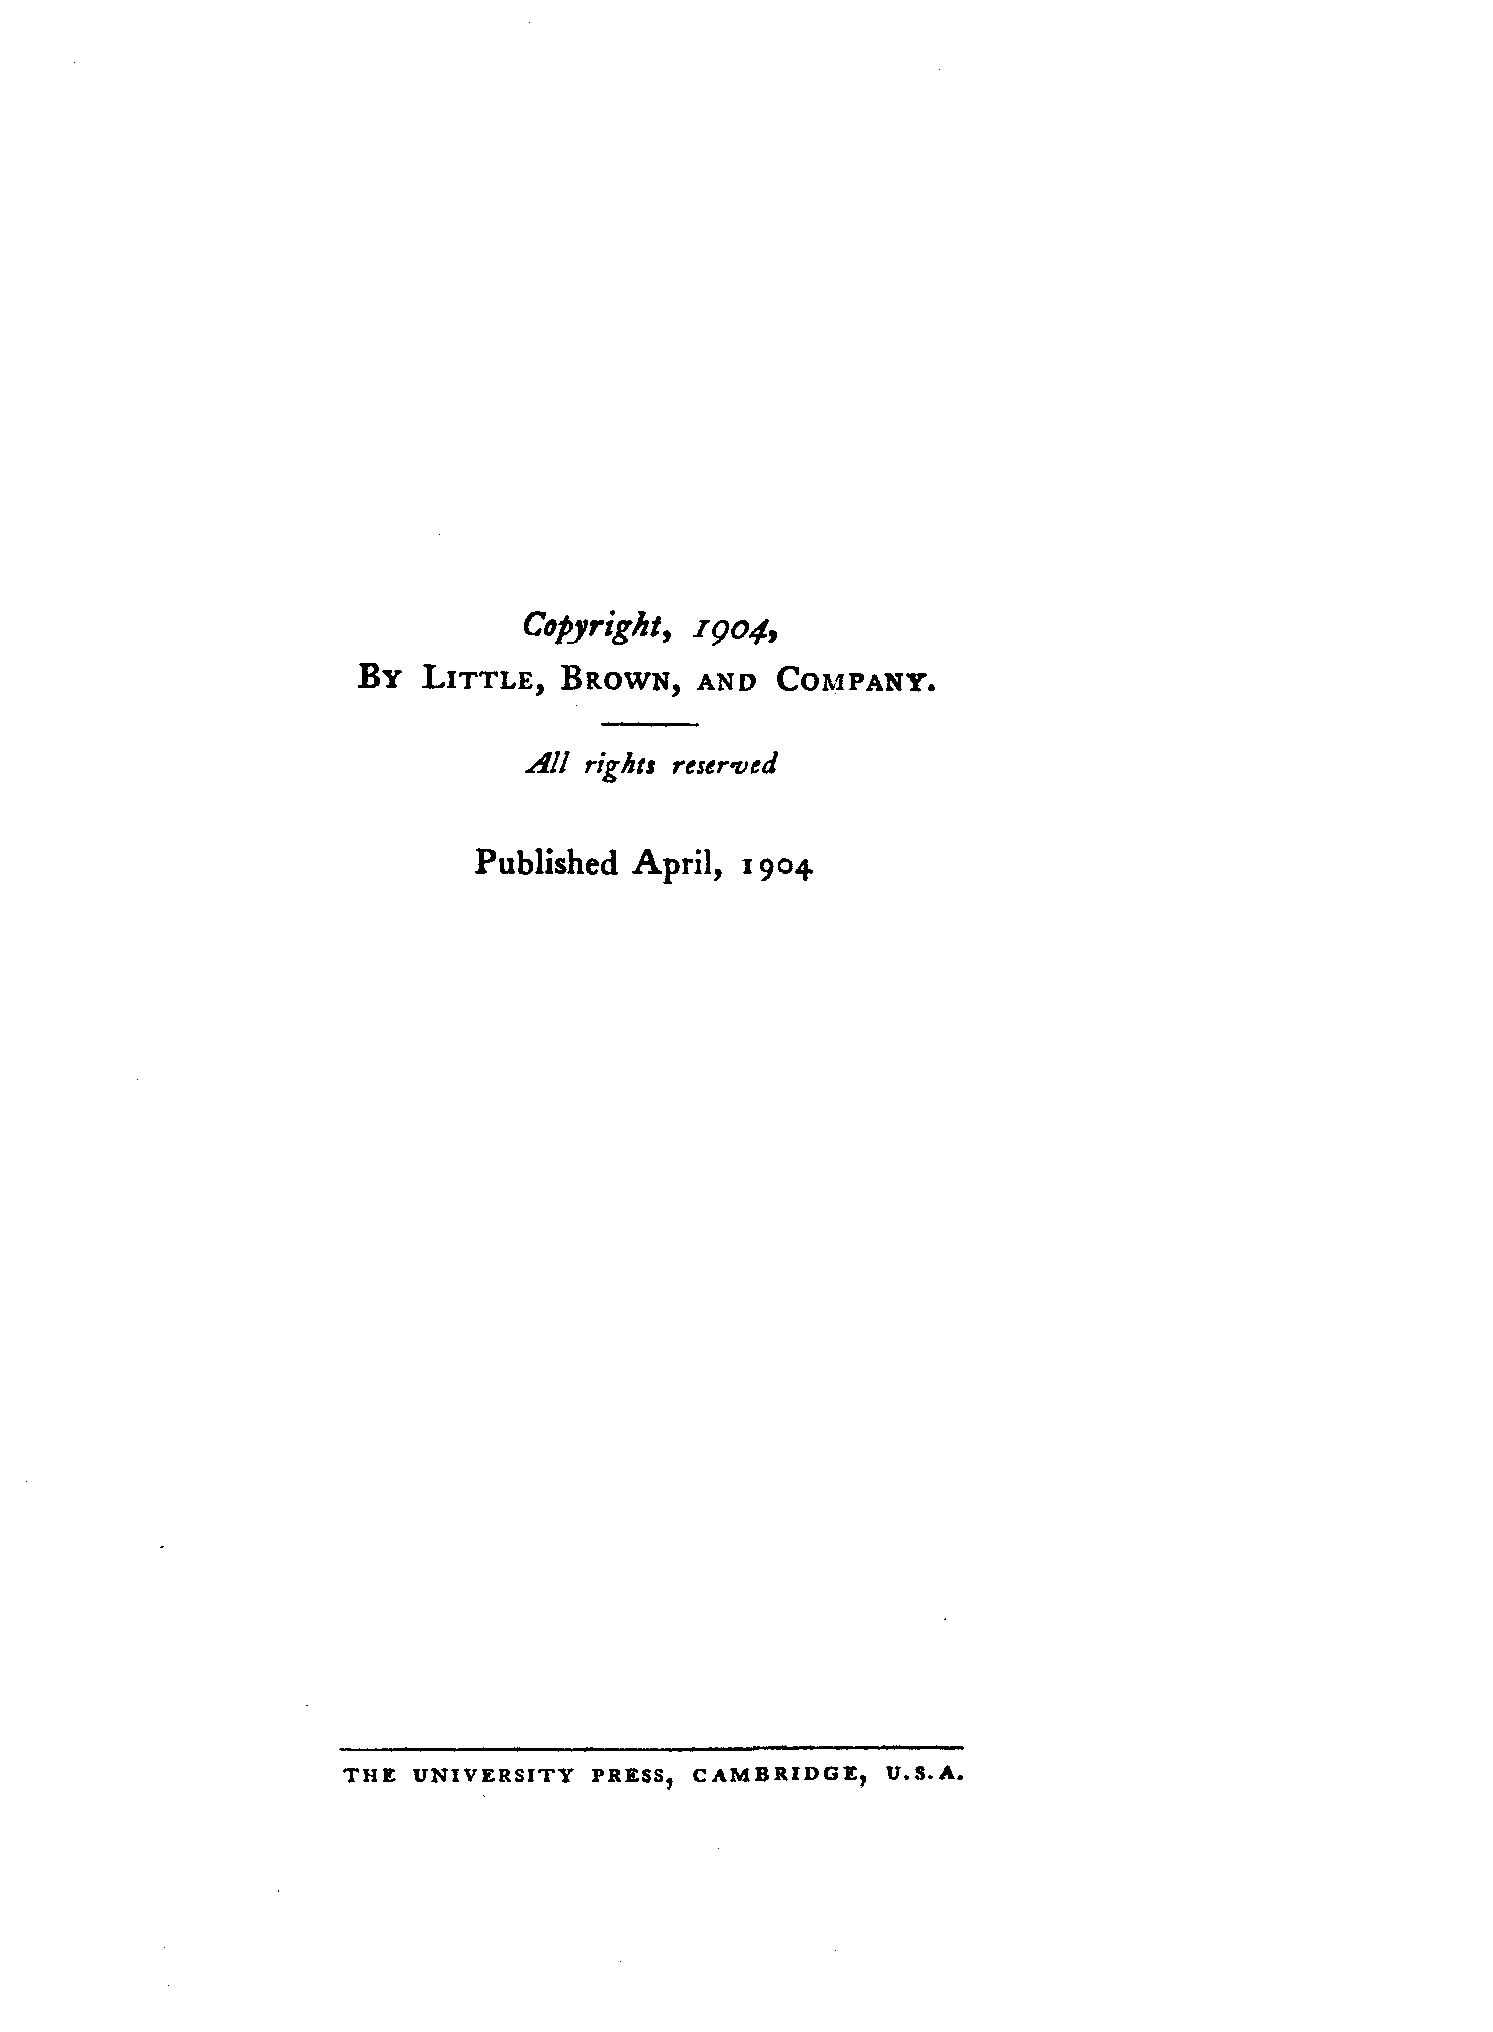 Copyright, 1904,
By Little, Brown, and Company.
All rights reserved
Published April, 1904
THE UNIVERSITY PRESS, CAMBRIDGE, U.S.A.